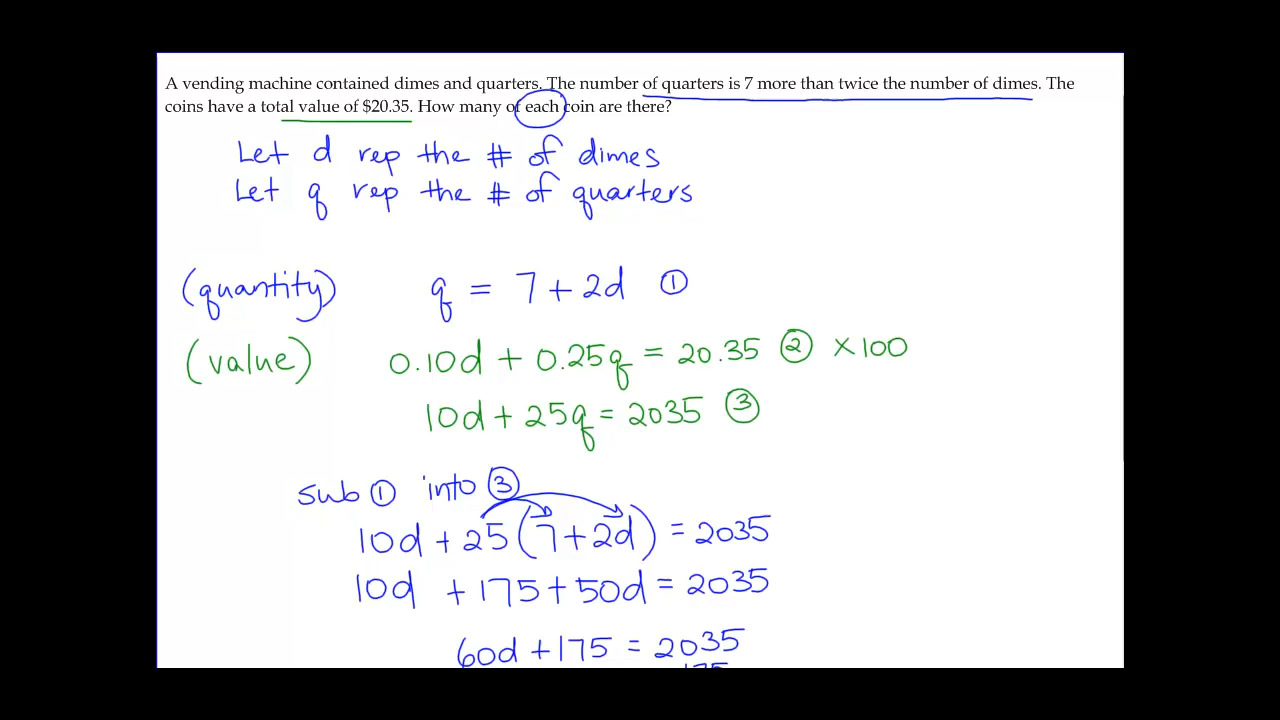 A vending machine contained dimes and quarters. The number of quarters is 7 more than twice the number of dimes. The
coins have a total value of $20.35. How many of each coin are there?
Let d rep the # of dimes
Let q rep the # of quarters
(quantity) q = 7 + 2d ①
(value) 0.10d + 0.25q = 20.35 ② ×100
10d + 25q = 2035 ③
sub ① into ③
10d + 25(7+2d) = 2035
10d + 175 + 50d = 2035
60d + 175 = 2035